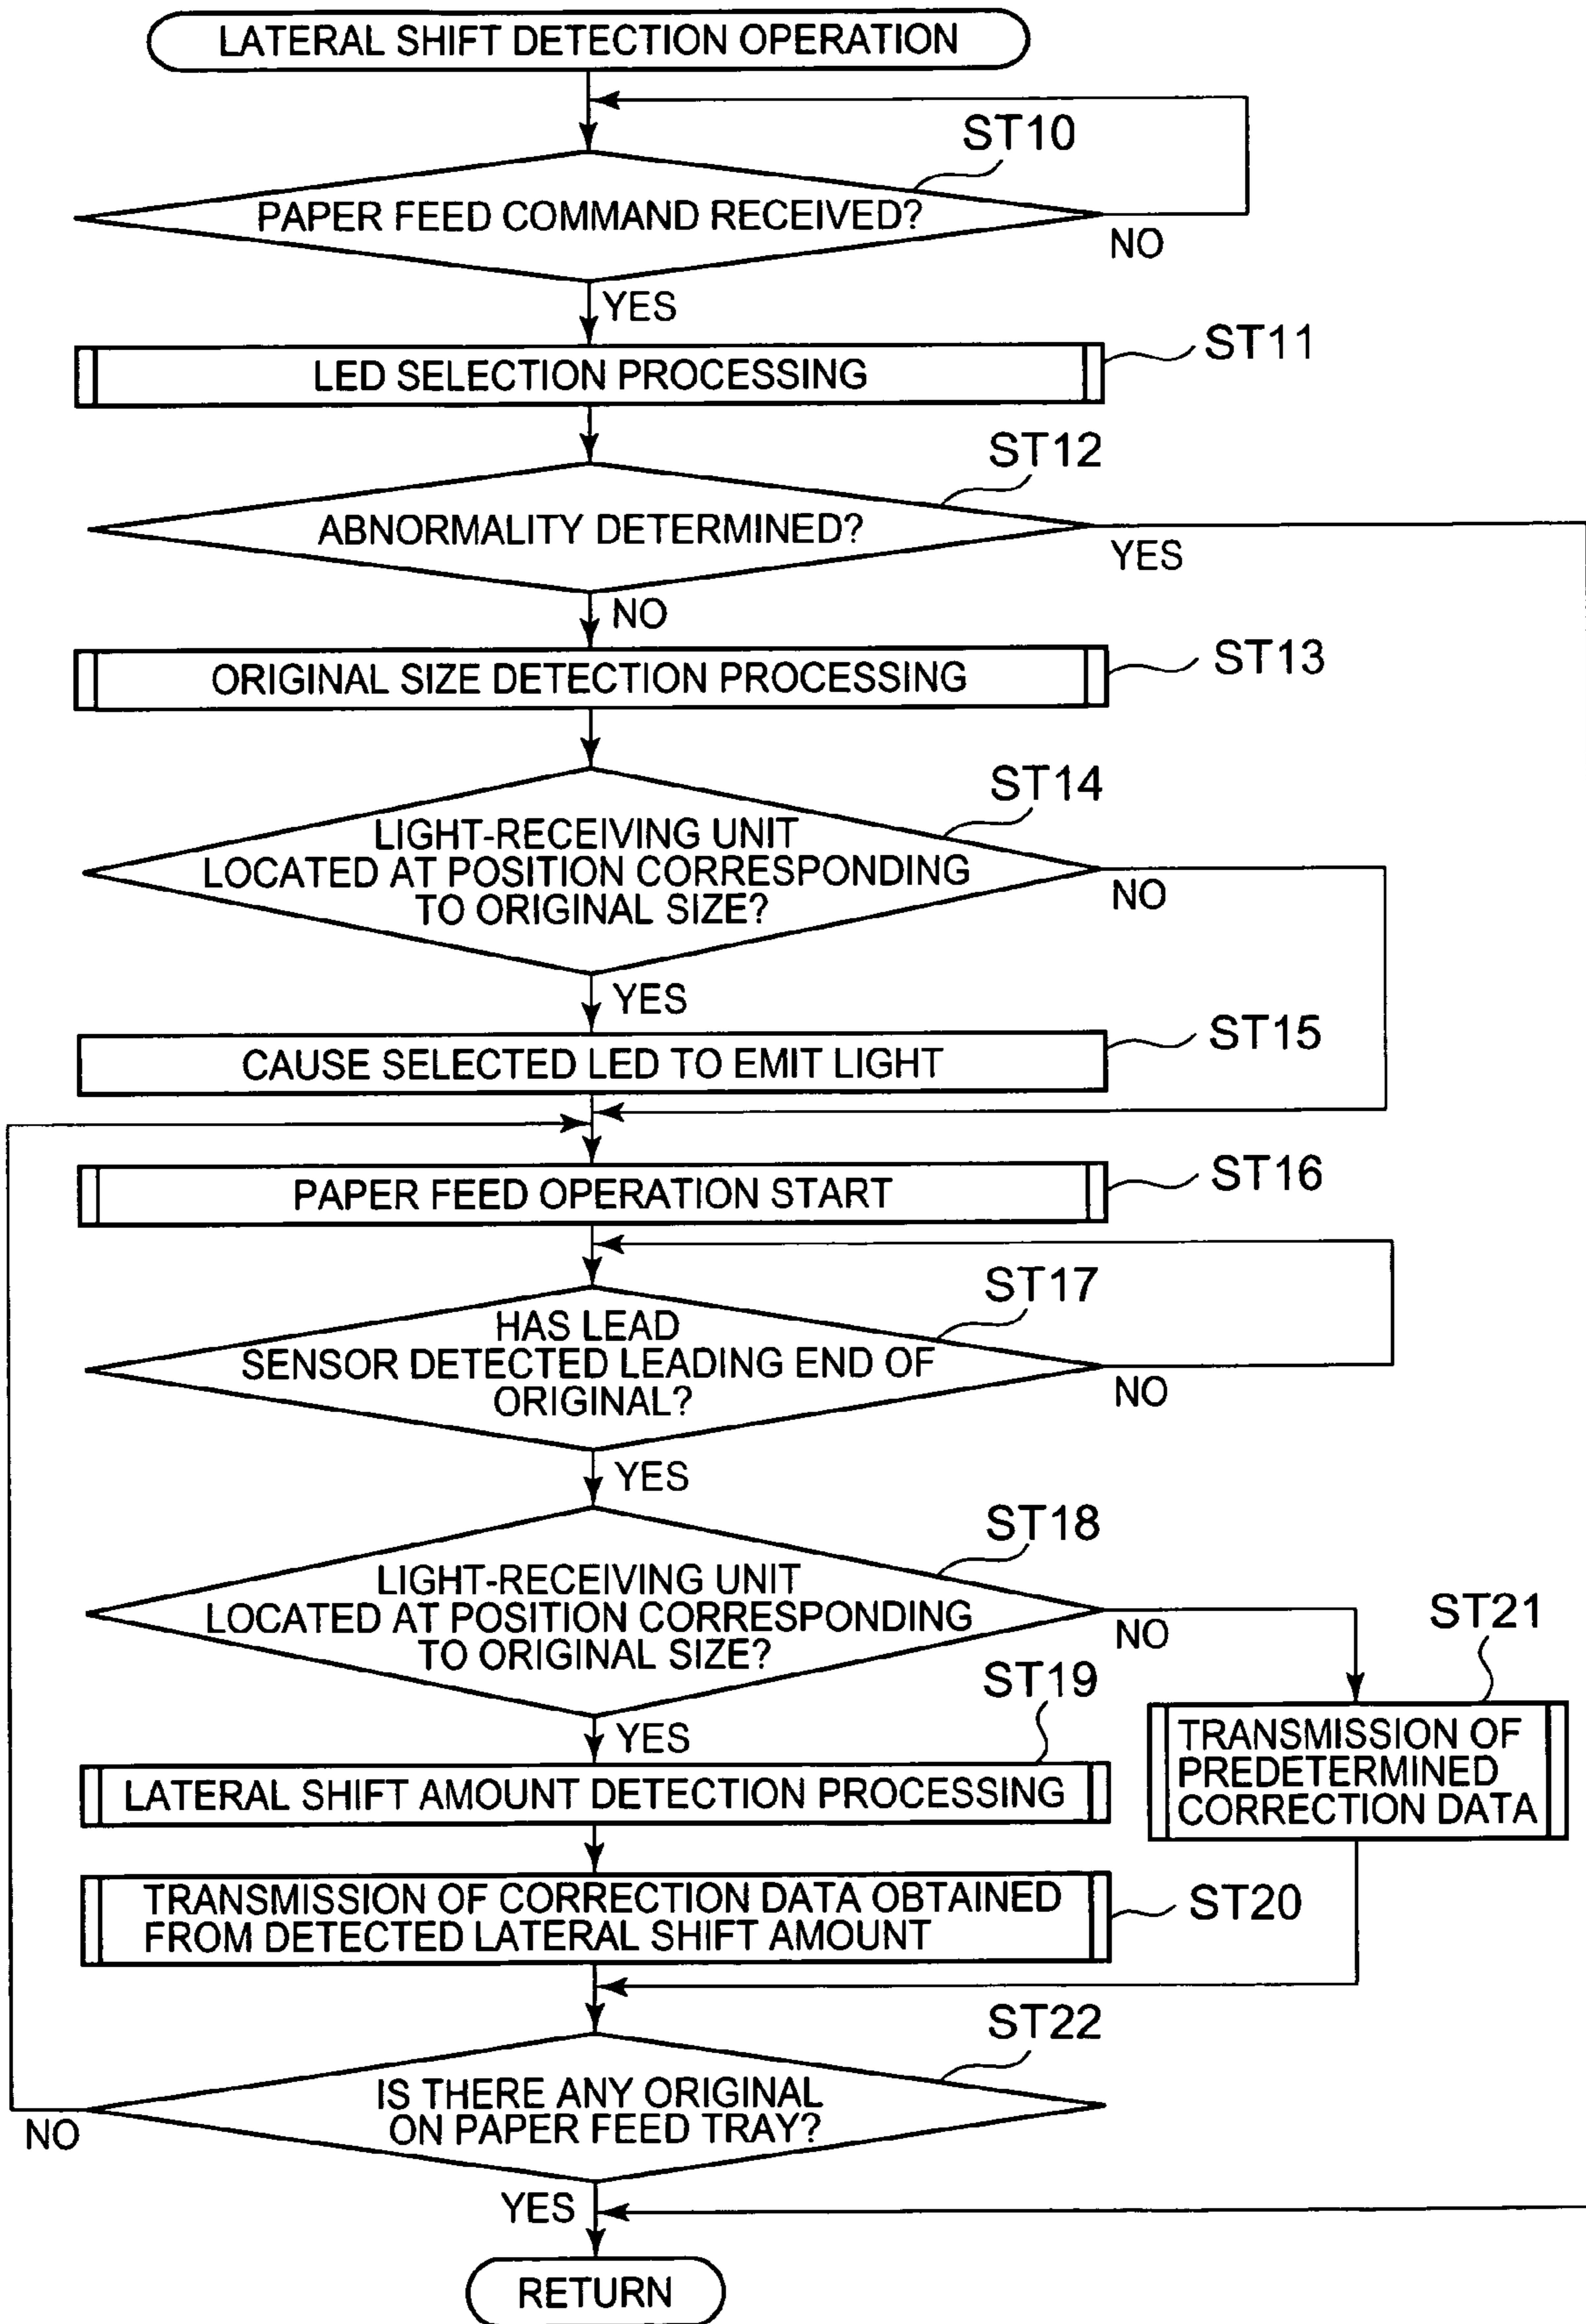 LATERAL SHIFT DETECTION OPERATION
ST10
PAPER FEED COMMAND RECEIVED?
NO
YES
ST11
LED SELECTION PROCESSING
ST12
ABNORMALITY DETERMINED?
YES
NO
ST13
ORIGINAL SIZE DETECTION PROCESSING
ST14
LIGHT-RECEIVING UNIT
LOCATED AT POSITION CORRESPONDING
TO ORIGINAL SIZE?
NO
YES
ST15
CAUSE SELECTED LED TO EMIT LIGHT
ST16
PAPER FEED OPERATION START
ST17
HAS LEAD
SENSOR DETECTED LEADING END OF
ORIGINAL?
NO
YES
ST18
LIGHT-RECEIVING UNIT
LOCATED AT POSITION CORRESPONDING
TO ORIGINAL SIZE?
NO
YES
ST19
LATERAL SHIFT AMOUNT DETECTION PROCESSING
ST21
TRANSMISSION OF
PREDETERMINED
CORRECTION DATA
ST20
TRANSMISSION OF CORRECTION DATA OBTAINED
FROM DETECTED LATERAL SHIFT AMOUNT
ST22
IS THERE ANY ORIGINAL
ON PAPER FEED TRAY?
NO
YES
RETURN